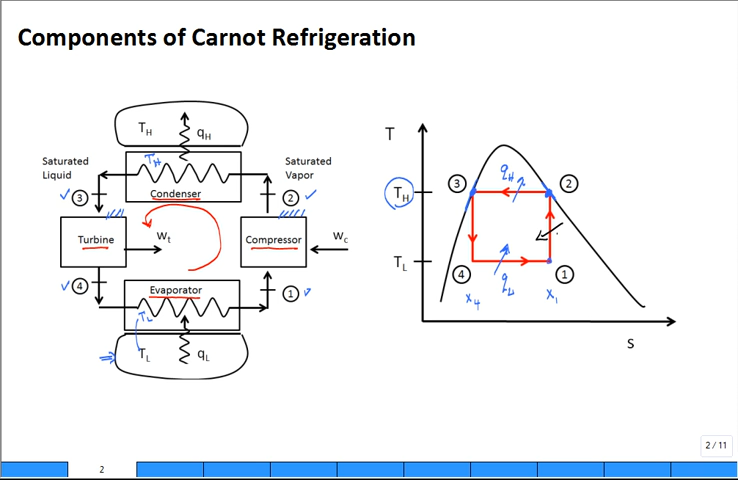 Components of Carnot Refrigeration
T_H
q_H
T_H
Saturated
Liquid
Saturated
Vapor
✓ ③
Condenser
② ✓
Turbine
W_t
Compressor
W_c
✓ ④
Evaporator
① ✓
T_L
T_L
q_L
T
③
q_H
②
T_H
T_L
④
q_L
①
x_4
x_1
S
2 / 11
2